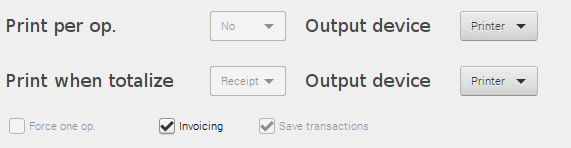 Print per op. No Output device Printer
Print when totalize Receipt Output device Printer
Force one op. Invoicing Save transactions